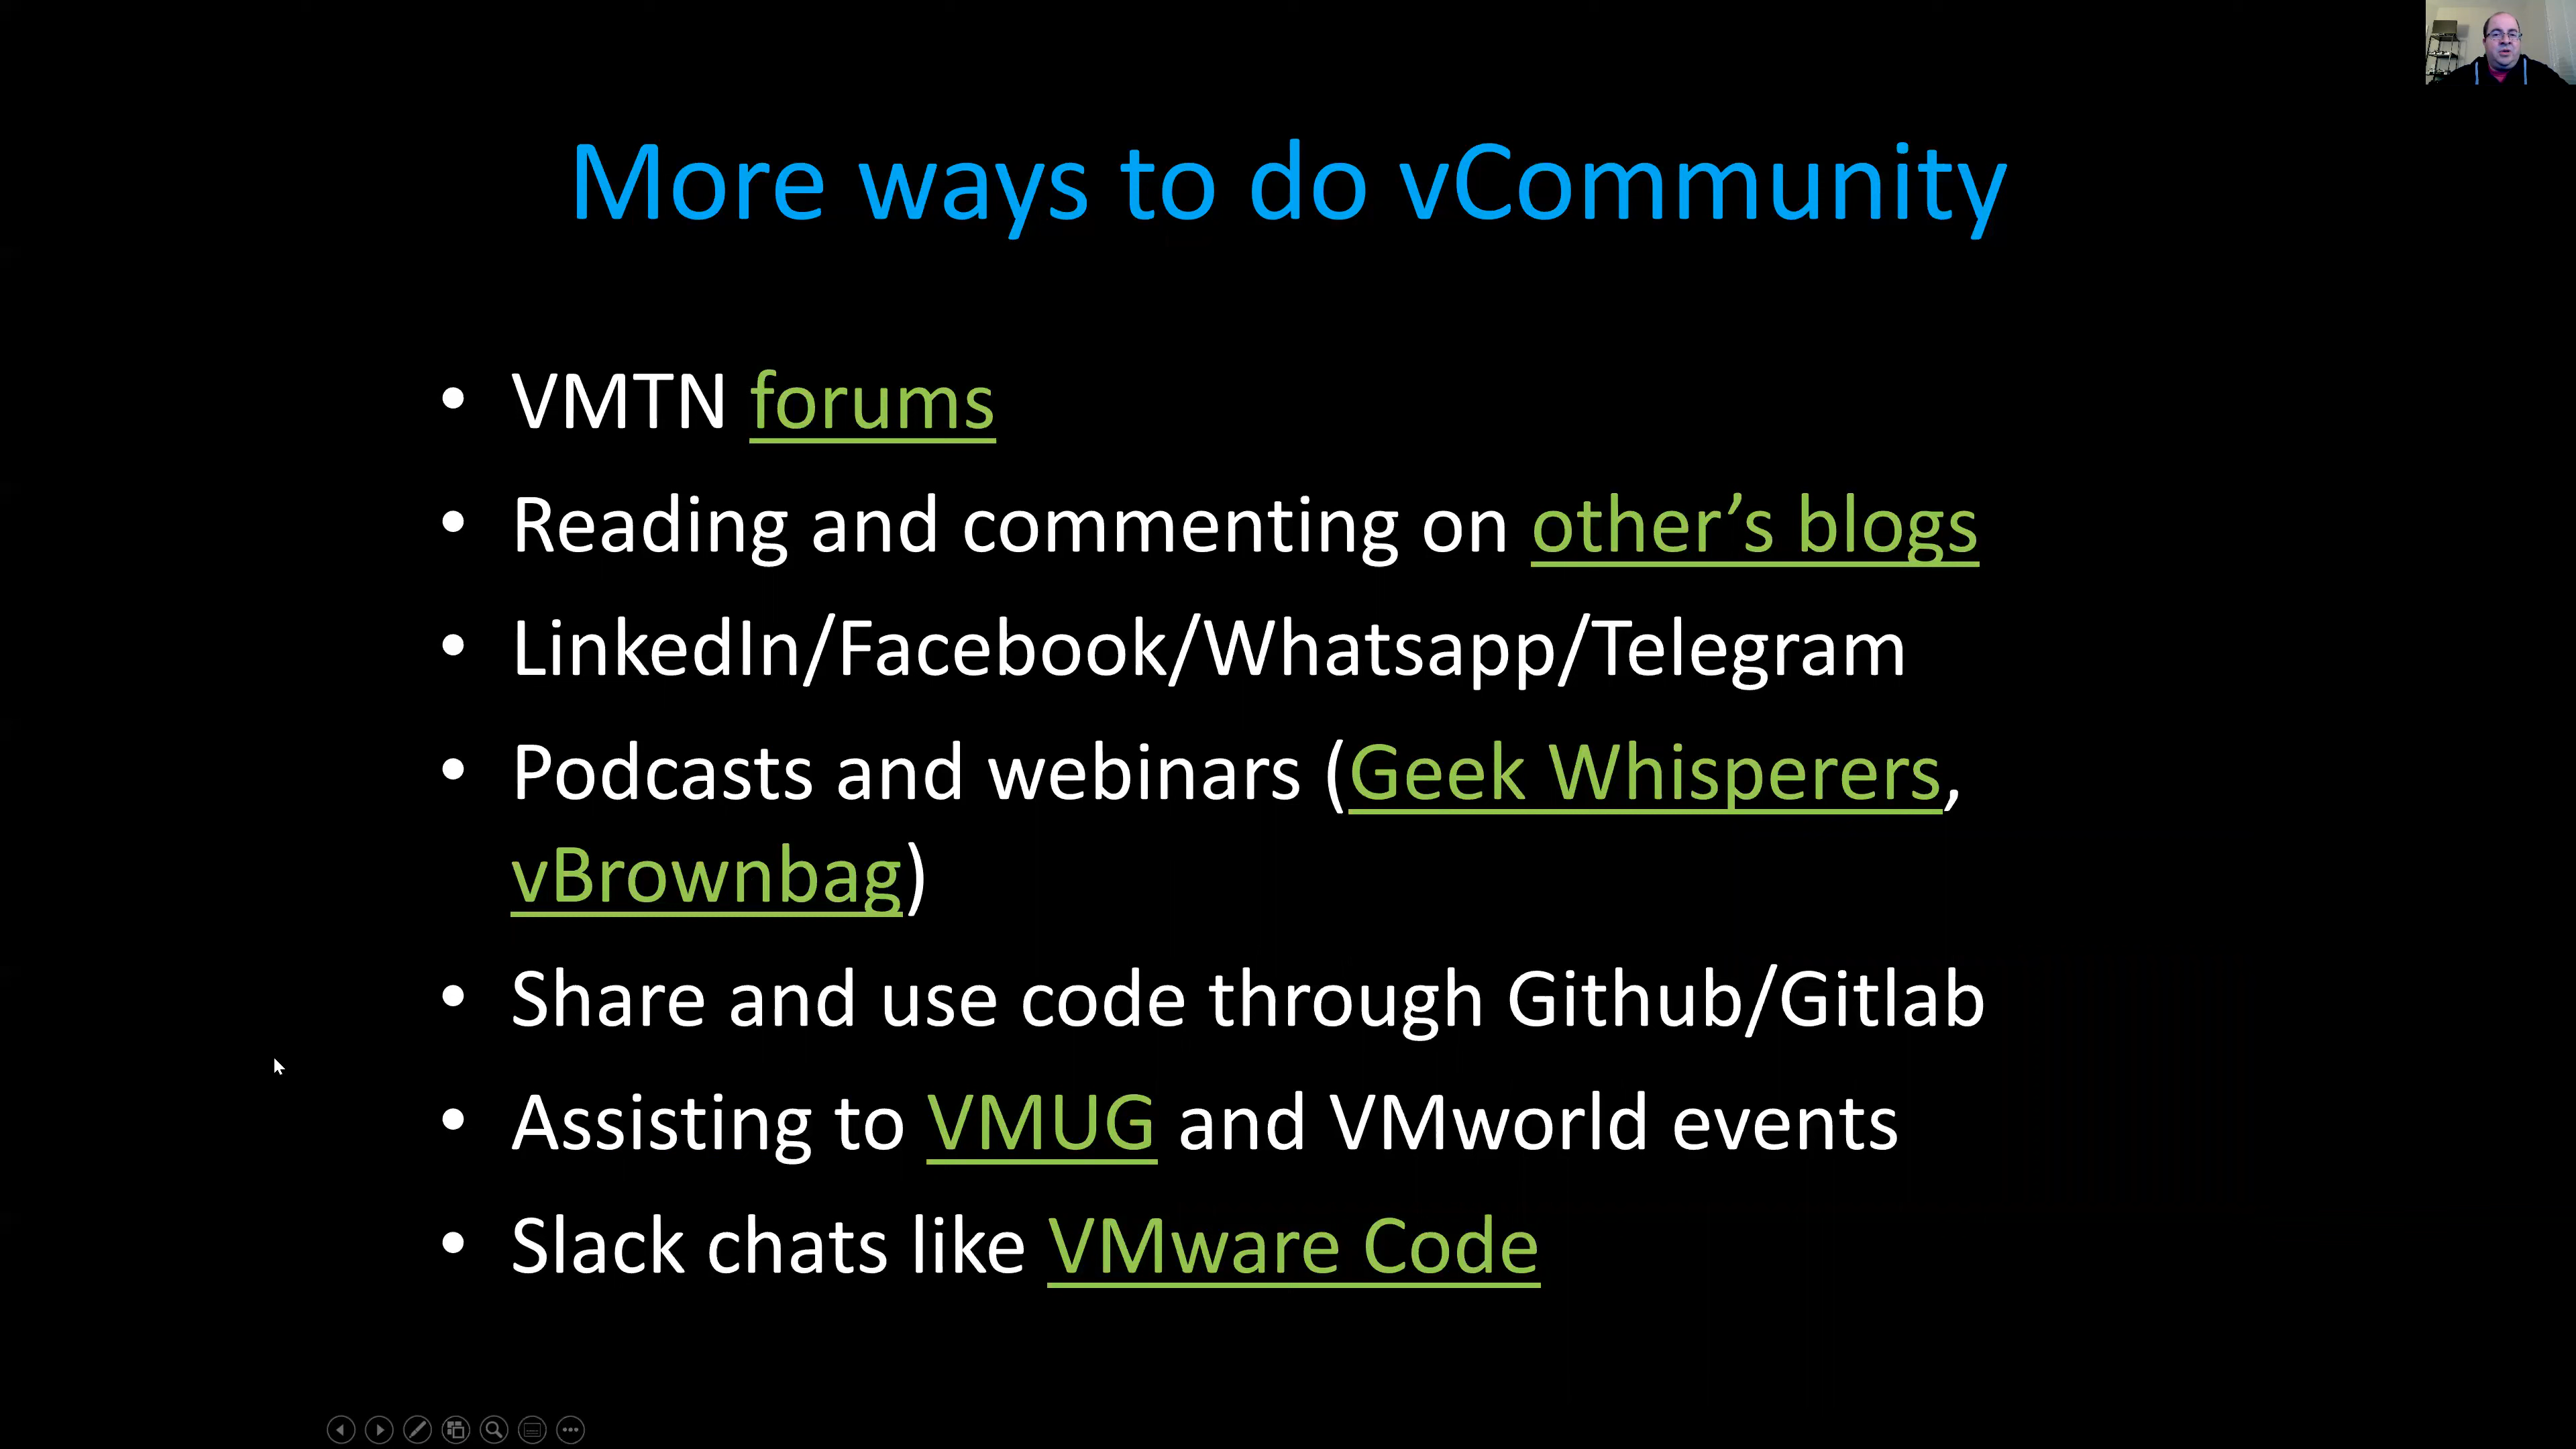 More ways to do vCommunity
• VMTN forums
• Reading and commenting on other’s blogs
• LinkedIn/Facebook/Whatsapp/Telegram
• Podcasts and webinars (Geek Whisperers,
vBrownbag)
• Share and use code through Github/Gitlab
• Assisting to VMUG and VMworld events
• Slack chats like VMware Code